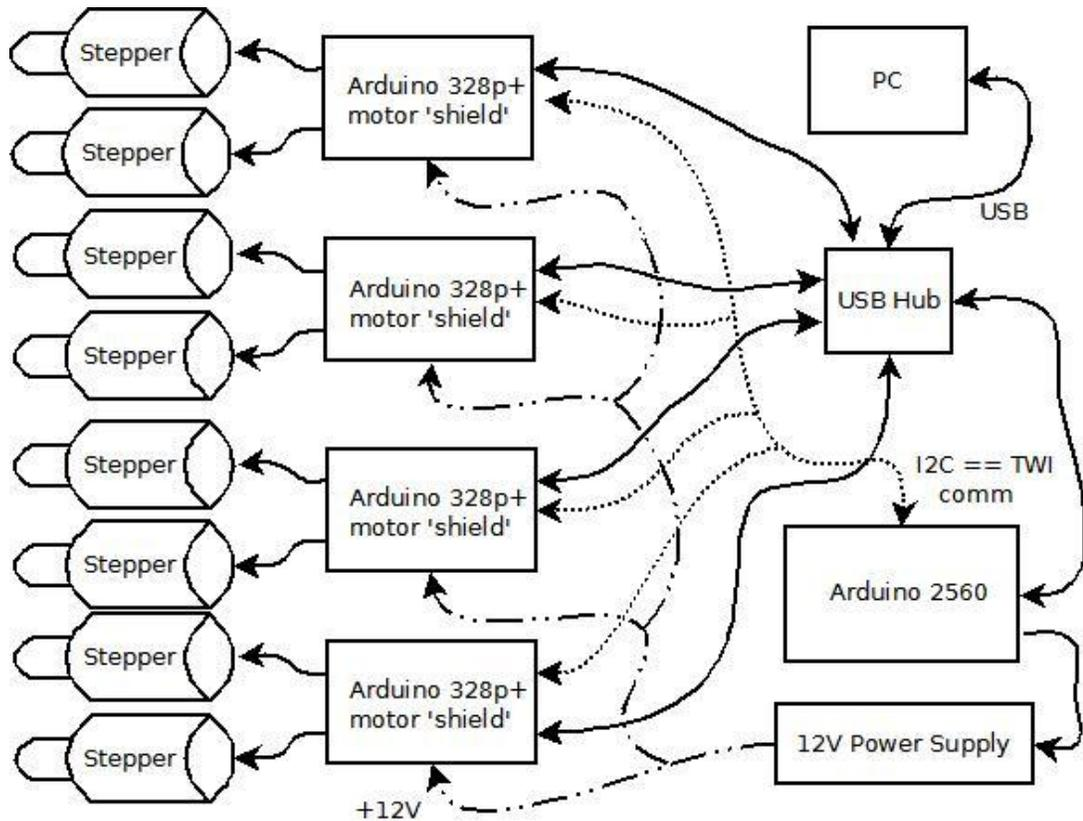 Stepper
Arduino 328p+
motor 'shield'
PC
Stepper
USB
Stepper
Arduino 328p+
motor 'shield'
USB Hub
Stepper
Stepper
Arduino 328p+
motor 'shield'
I2C == TWI
comm
Stepper
Arduino 2560
Stepper
Arduino 328p+
motor 'shield'
Stepper
12V Power Supply
+12V